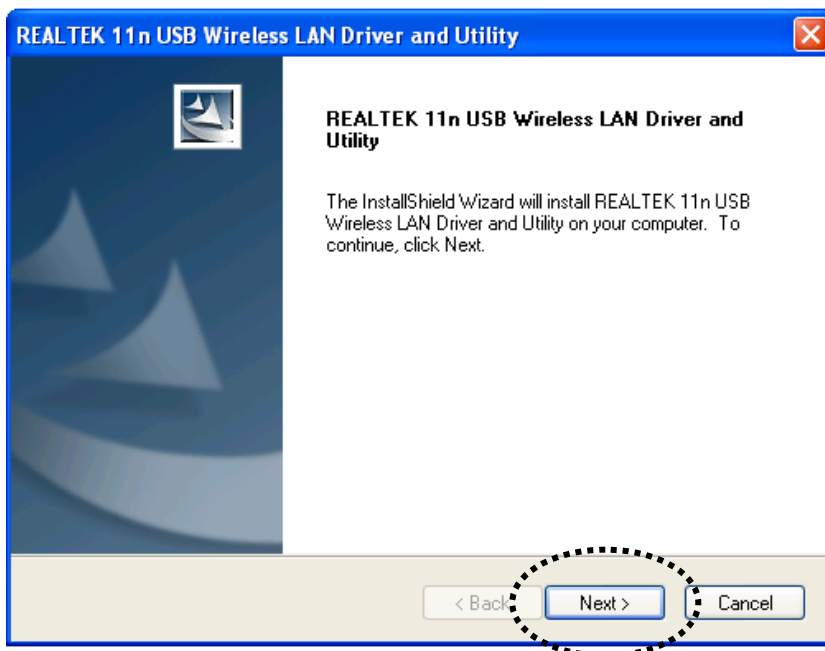 REALTEK 11n USB Wireless LAN Driver and Utility
REALTEK 11n USB Wireless LAN Driver and
Utility
The InstallShield Wizard will install REALTEK 11n USB
Wireless LAN Driver and Utility on your computer. To
continue, click Next.
< Back Next > Cancel